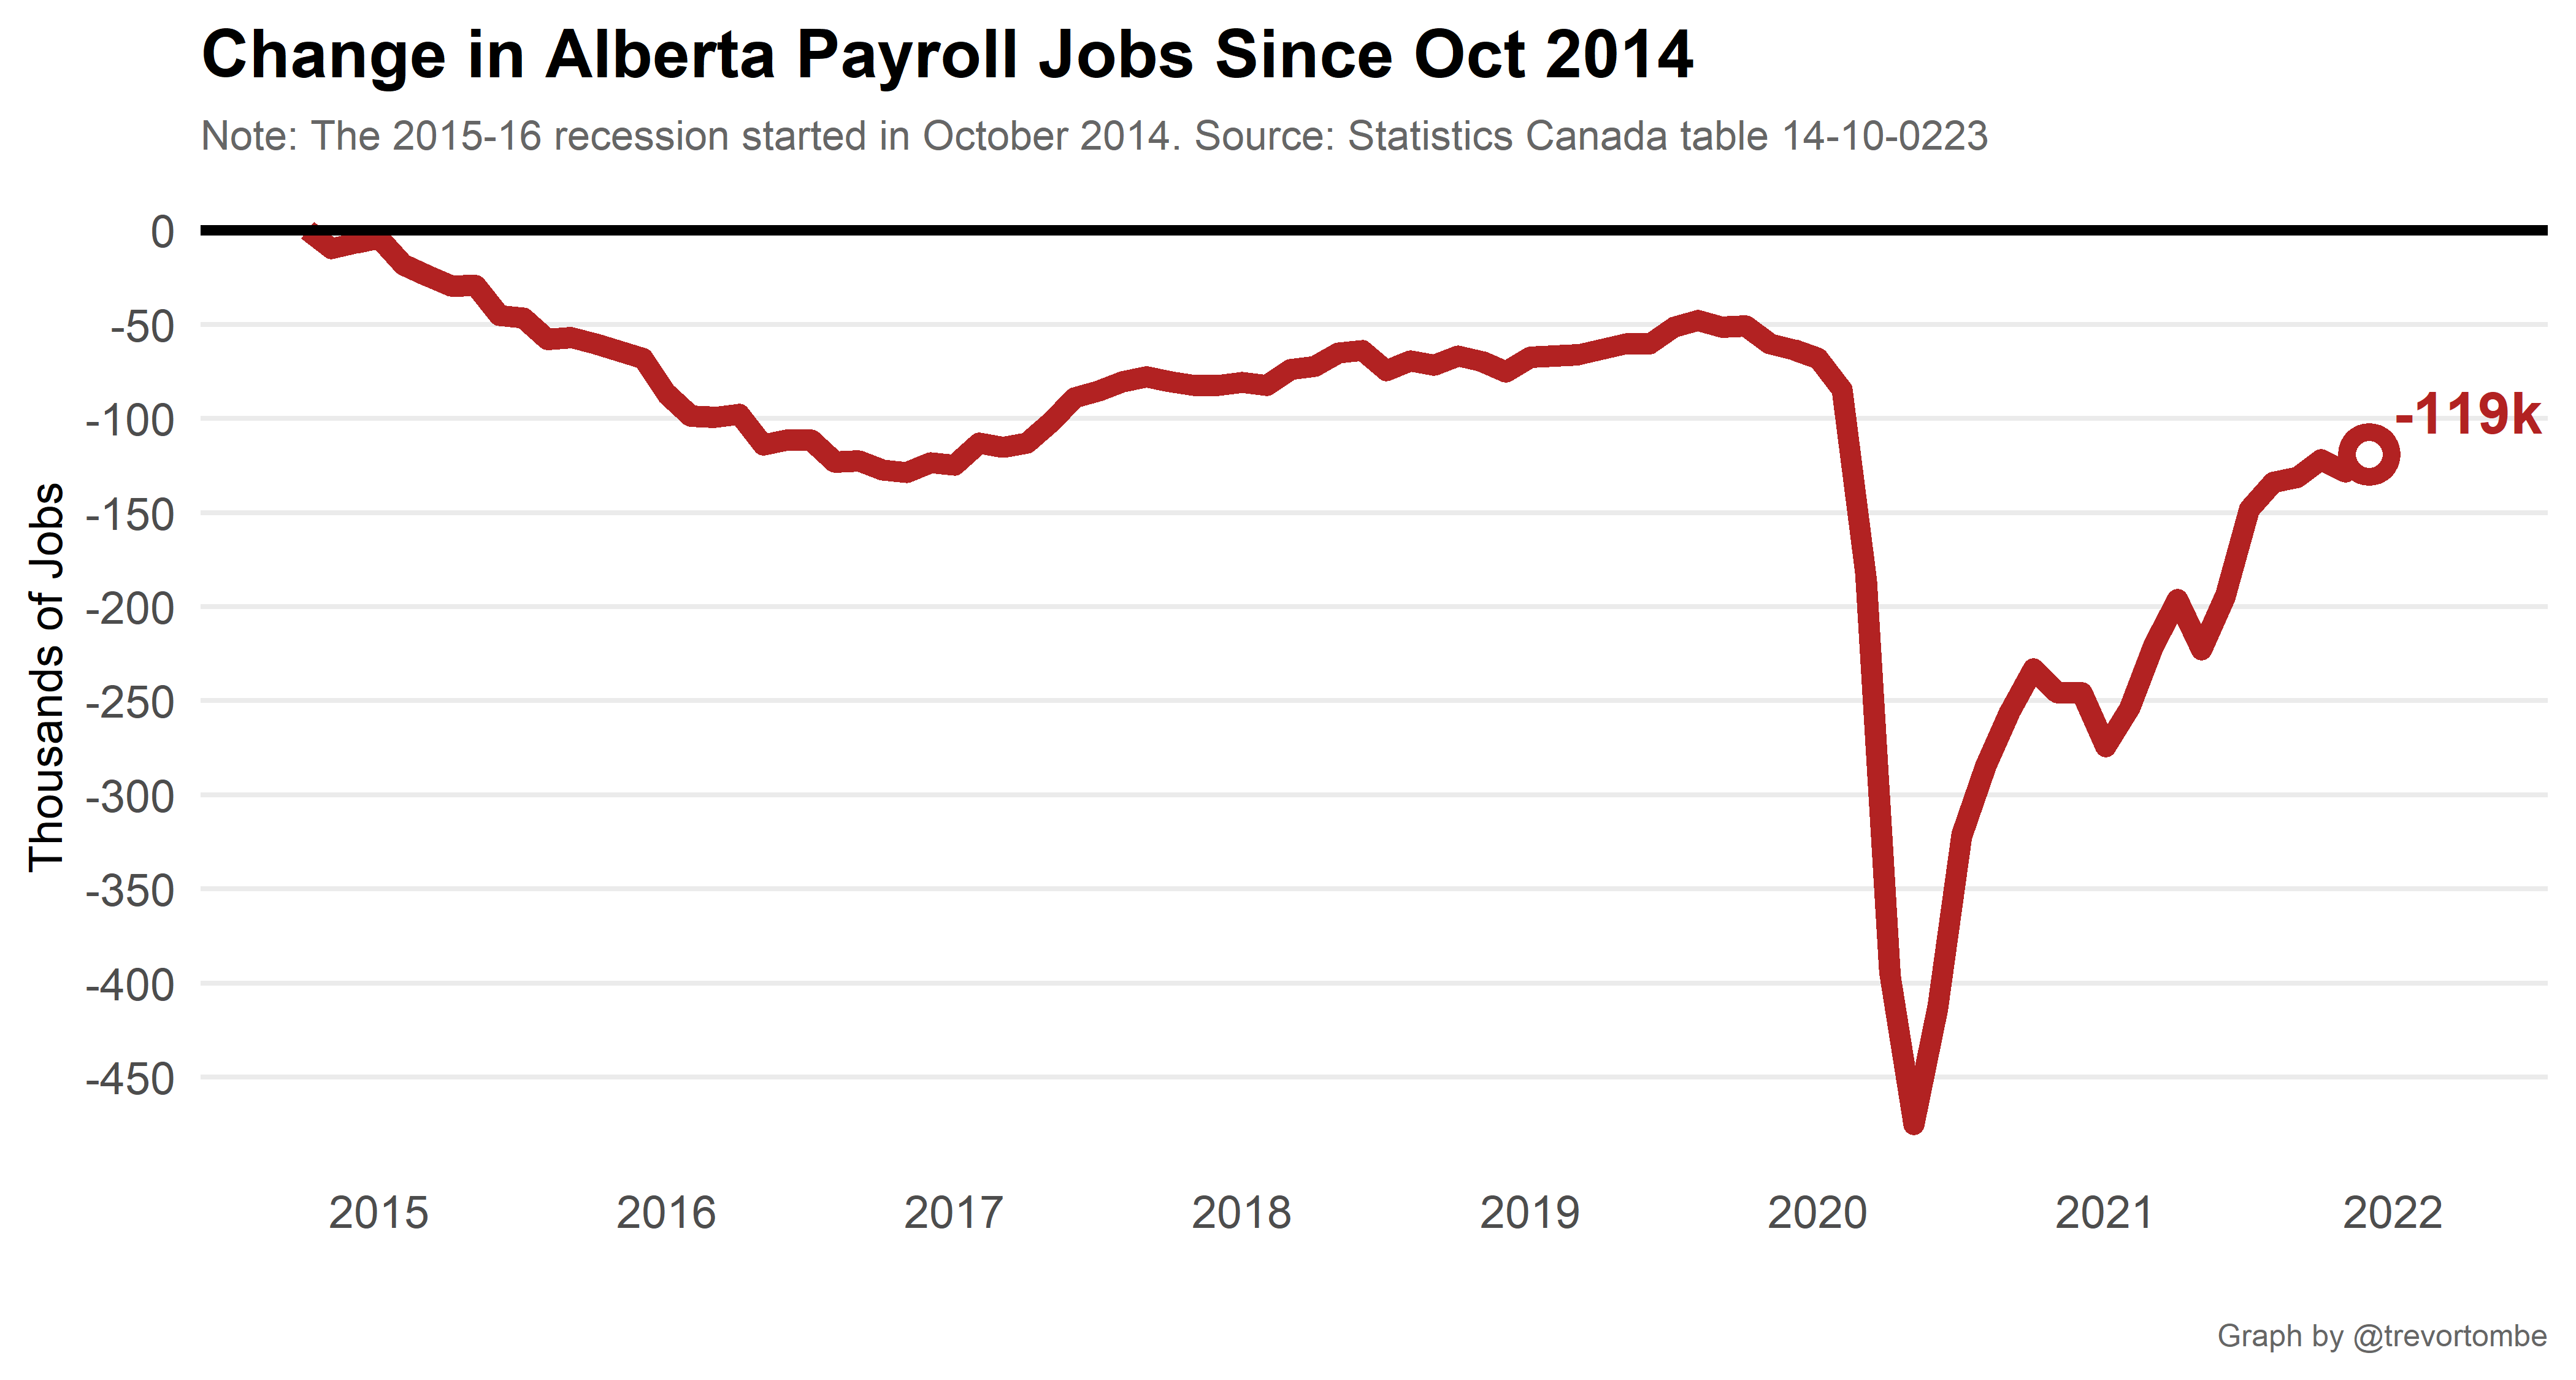 Change in Alberta Payroll Jobs Since Oct 2014
Note: The 2015-16 recession started in October 2014. Source: Statistics Canada table 14-10-0223
Thousands of Jobs
0
-50
-100
-150
-200
-250
-300
-350
-400
-450
-119k
2015 2016 2017 2018 2019 2020 2021 2022
Graph by @trevortombe